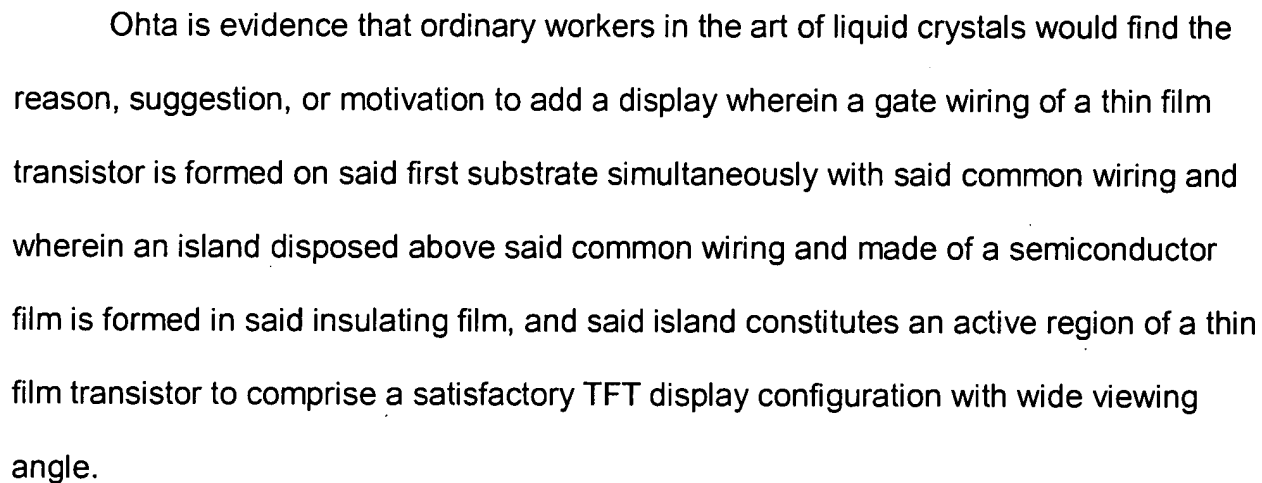 Ohta is evidence that ordinary workers in the art of liquid crystals would find the
reason, suggestion, or motivation to add a display wherein a gate wiring of a thin film
transistor is formed on said first substrate simultaneously with said common wiring and
wherein an island disposed above said common wiring and made of a semiconductor
film is formed in said insulating film, and said island constitutes an active region of a thin
film transistor to comprise a satisfactory TFT display configuration with wide viewing
angle.